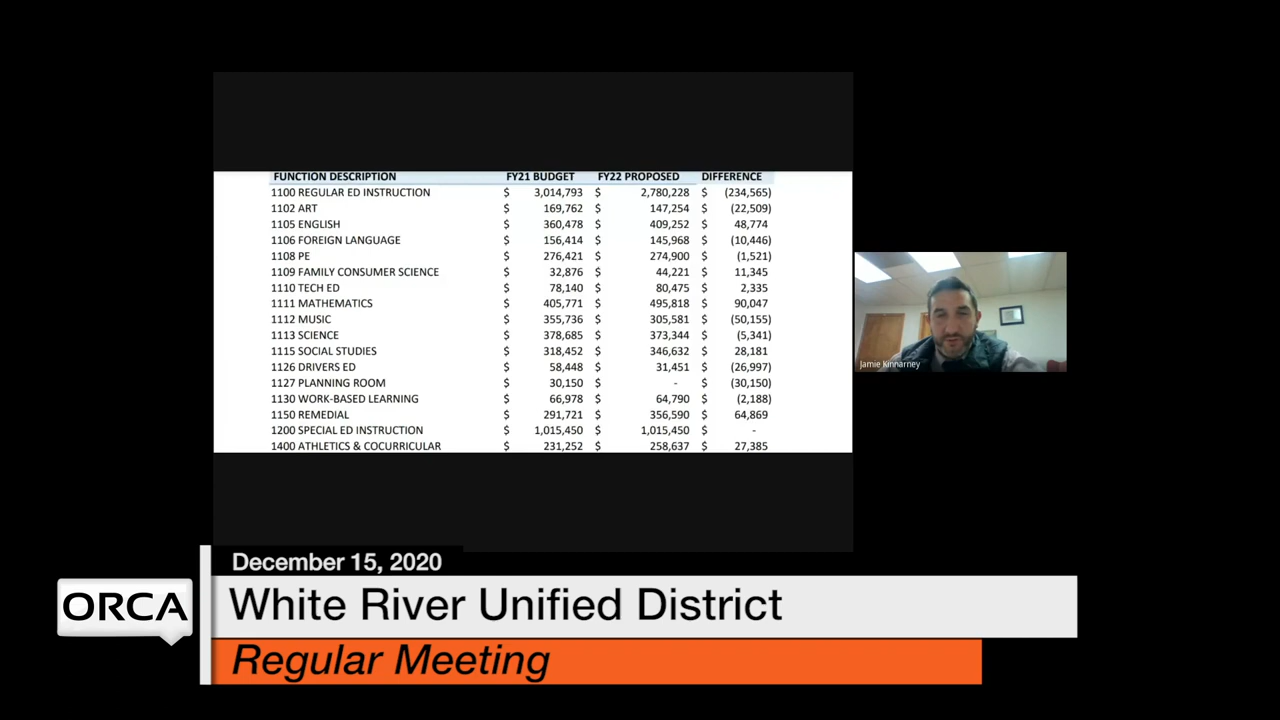 FUNCTION DESCRIPTION FY21 BUDGET FY22 PROPOSED DIFFERENCE
1100 REGULAR ED INSTRUCTION $ 3,014,793 $ 2,780,228 $ (234,565)
1102 ART $ 169,762 $ 147,254 $ (22,509)
1105 ENGLISH $ 360,478 $ 409,252 $ 48,774
1106 FOREIGN LANGUAGE $ 156,414 $ 145,968 $ (10,446)
1108 PE $ 276,421 $ 274,900 $ (1,521)
1109 FAMILY CONSUMER SCIENCE $ 32,876 $ 44,221 $ 11,345
1110 TECH ED $ 78,140 $ 80,475 $ 2,335
1111 MATHEMATICS $ 405,771 $ 495,818 $ 90,047
1112 MUSIC $ 355,736 $ 305,581 $ (50,155)
1113 SCIENCE $ 378,685 $ 373,344 $ (5,341)
1115 SOCIAL STUDIES $ 318,452 $ 346,632 $ 28,181
1126 DRIVERS ED $ 58,448 $ 31,451 $ (26,997)
1127 PLANNING ROOM $ 30,150 $ - $ (30,150)
1130 WORK-BASED LEARNING $ 66,978 $ 64,790 $ (2,188)
1150 REMEDIAL $ 291,721 $ 356,590 $ 64,869
1200 SPECIAL ED INSTRUCTION $ 1,015,450 $ 1,015,450 $ -
1400 ATHLETICS & COCURRICULAR $ 231,252 $ 258,637 $ 27,385
Jamie Kinnarney
December 15, 2020
ORCA
White River Unified District
Regular Meeting